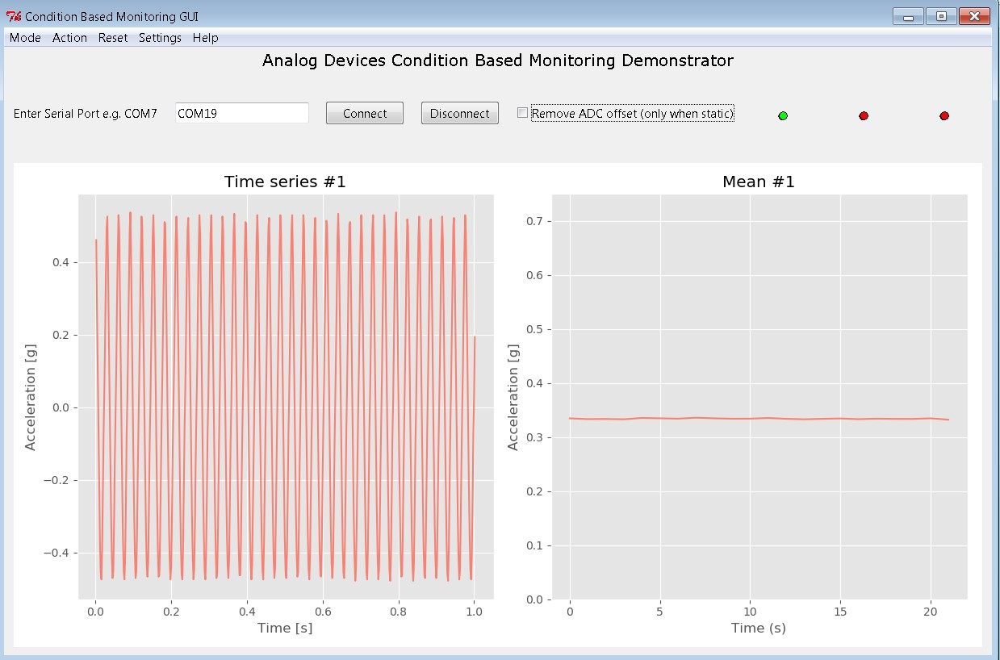 Condition Based Monitoring GUI
Mode Action Reset Settings Help
Analog Devices Condition Based Monitoring Demonstrator
Enter Serial Port e.g. COM7 COM19 Connect Disconnect Remove ADC offset (only when static)
Time series #1
Acceleration [g]
0.4
0.2
0.0
−0.2
−0.4
0.0 0.2 0.4 0.6 0.8 1.0
Time [s]
Mean #1
Acceleration [g]
0.7
0.6
0.5
0.4
0.3
0.2
0.1
0.0
0 5 10 15 20
Time (s)